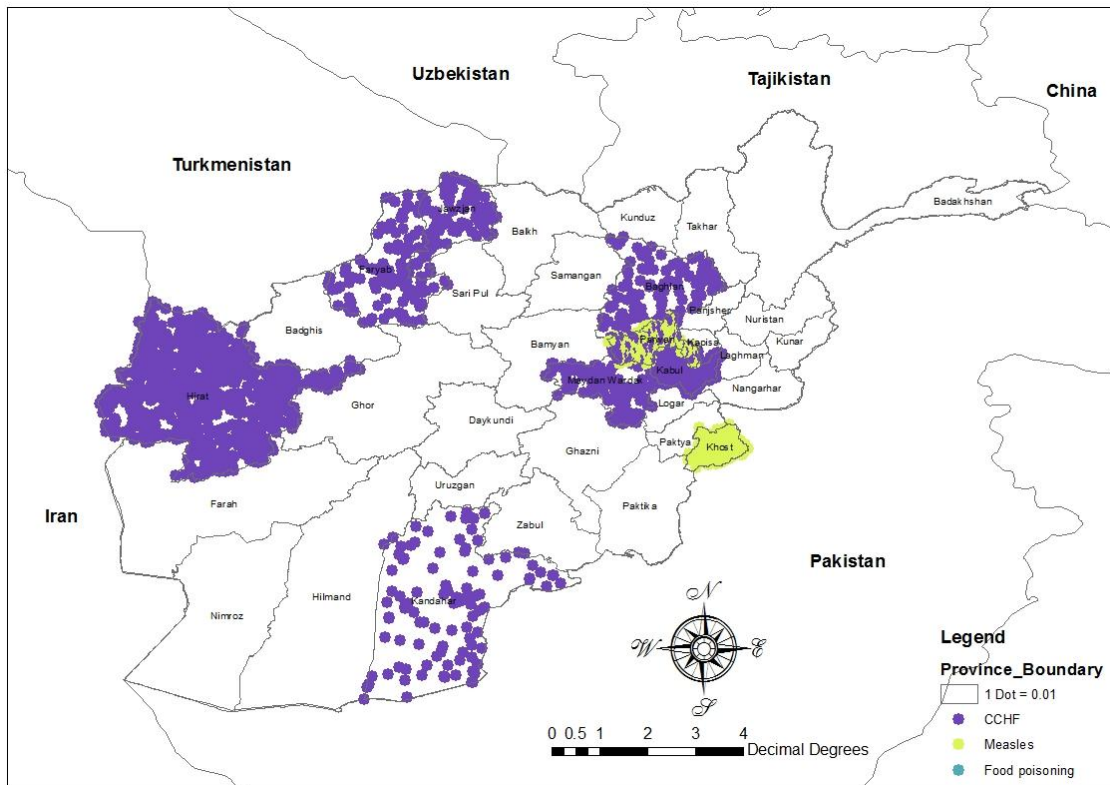 Uzbekistan
Tajikistan
China
Turkmenistan
Badakhshan
Jawzjan
Kunduz
Takhar
Balkh
Faryab
Samangan
Baghlan
Sari Pul
Panjsher
Nuristan
Badghis
Parwan
Kapisa
Kunar
Bamyan
Laghman
Hirat
Maydan Wardak
Kabul
Nangarhar
Ghor
Logar
Daykundi
Paktya
Khost
Ghazni
Uruzgan
Farah
Paktika
Iran
Zabul
Pakistan
Hilmand
Kandahar
Nimroz
N
W
E
S
Legend
Province_Boundary
1 Dot = 0.01
CCHF
Measles
Food poisoning
0 0.5 1 2 3 4
Decimal Degrees